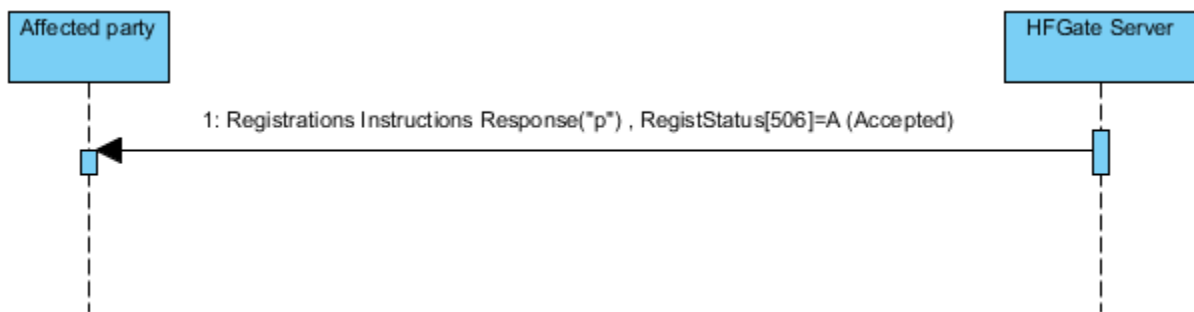 Affected party
HFGate Server
1: Registrations Instructions Response("p") , RegistStatus[506]=A (Accepted)